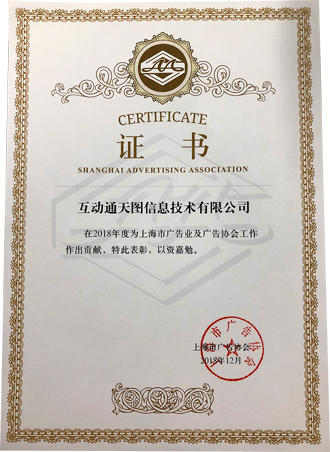 CERTIFICATE
证 书
SHANGHAI ADVERTISING ASSOCIATION
互动通天图信息技术有限公司
在2018年度为上海市广告业及广告协会工作
作出贡献，特此表彰，以资嘉勉。
上海市广告协会
2018年12月